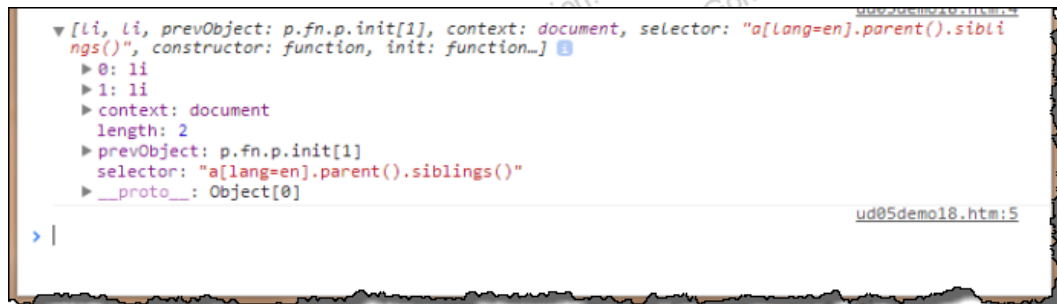 ud05demo18.htm:4
▼ [li, li, prevObject: p.fn.p.init[1], context: document, selector: "a[lang=en].parent().sibli
ngs()", constructor: function, init: function…] i
▶ 0: li
▶ 1: li
▶ context: document
length: 2
▶ prevObject: p.fn.p.init[1]
selector: "a[lang=en].parent().siblings()"
▶ __proto__: Object[0]
ud05demo18.htm:5
> |